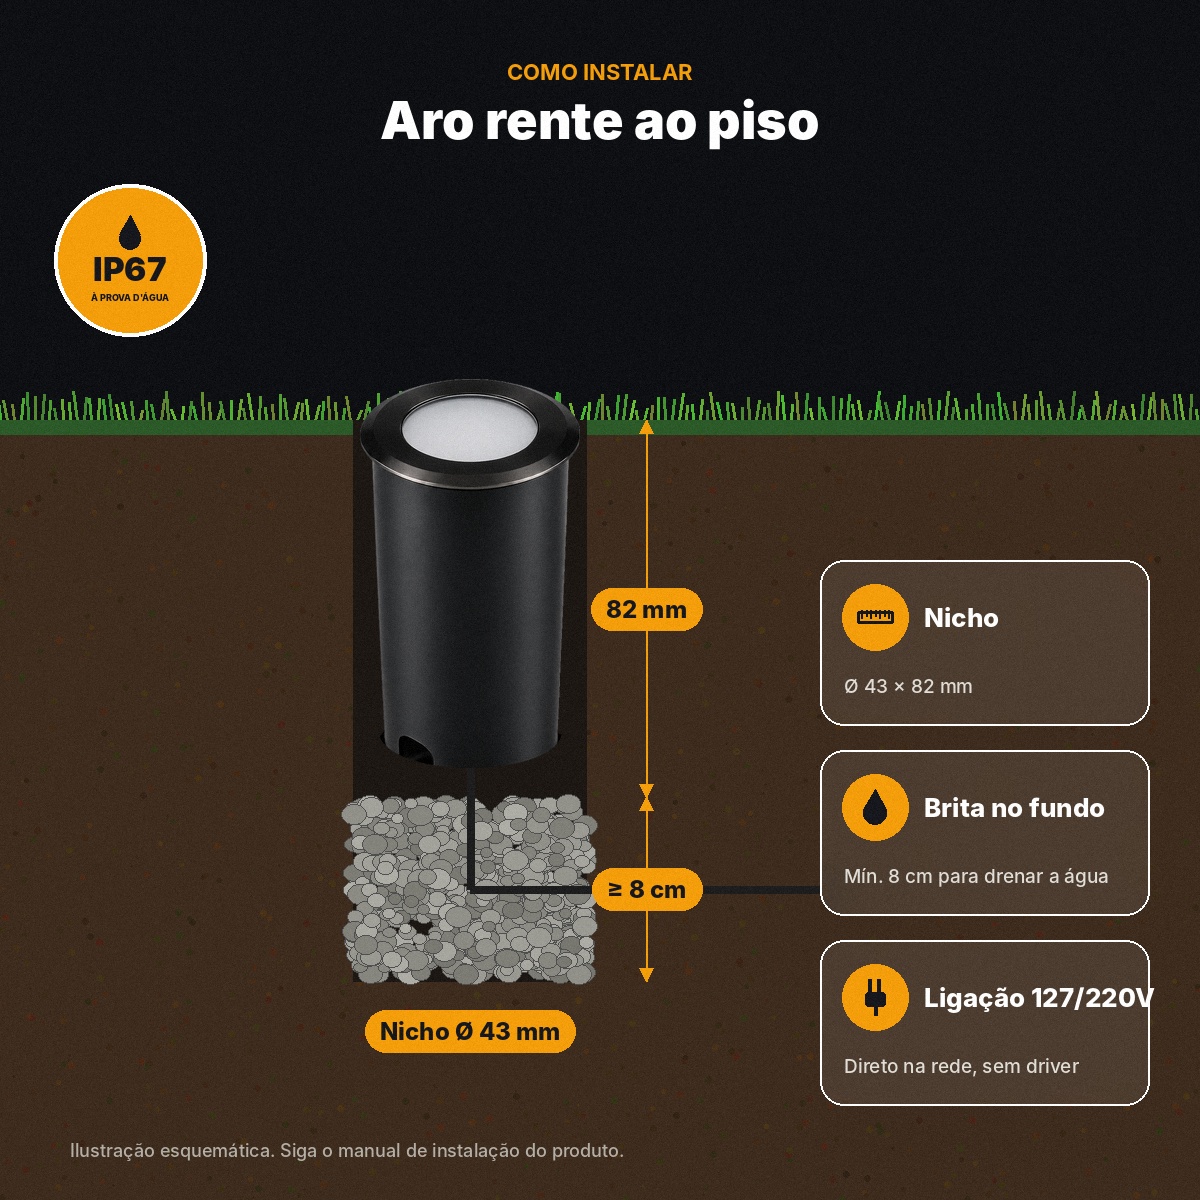 COMO INSTALAR
Aro rente ao piso
IP67
À PROVA D'ÁGUA
82 mm
Nicho
Ø 43 × 82 mm
Brita no fundo
Mín. 8 cm para drenar a água
≥ 8 cm
Ligação 127/220V
Direto na rede, sem driver
Nicho Ø 43 mm
Ilustração esquemática. Siga o manual de instalação do produto.